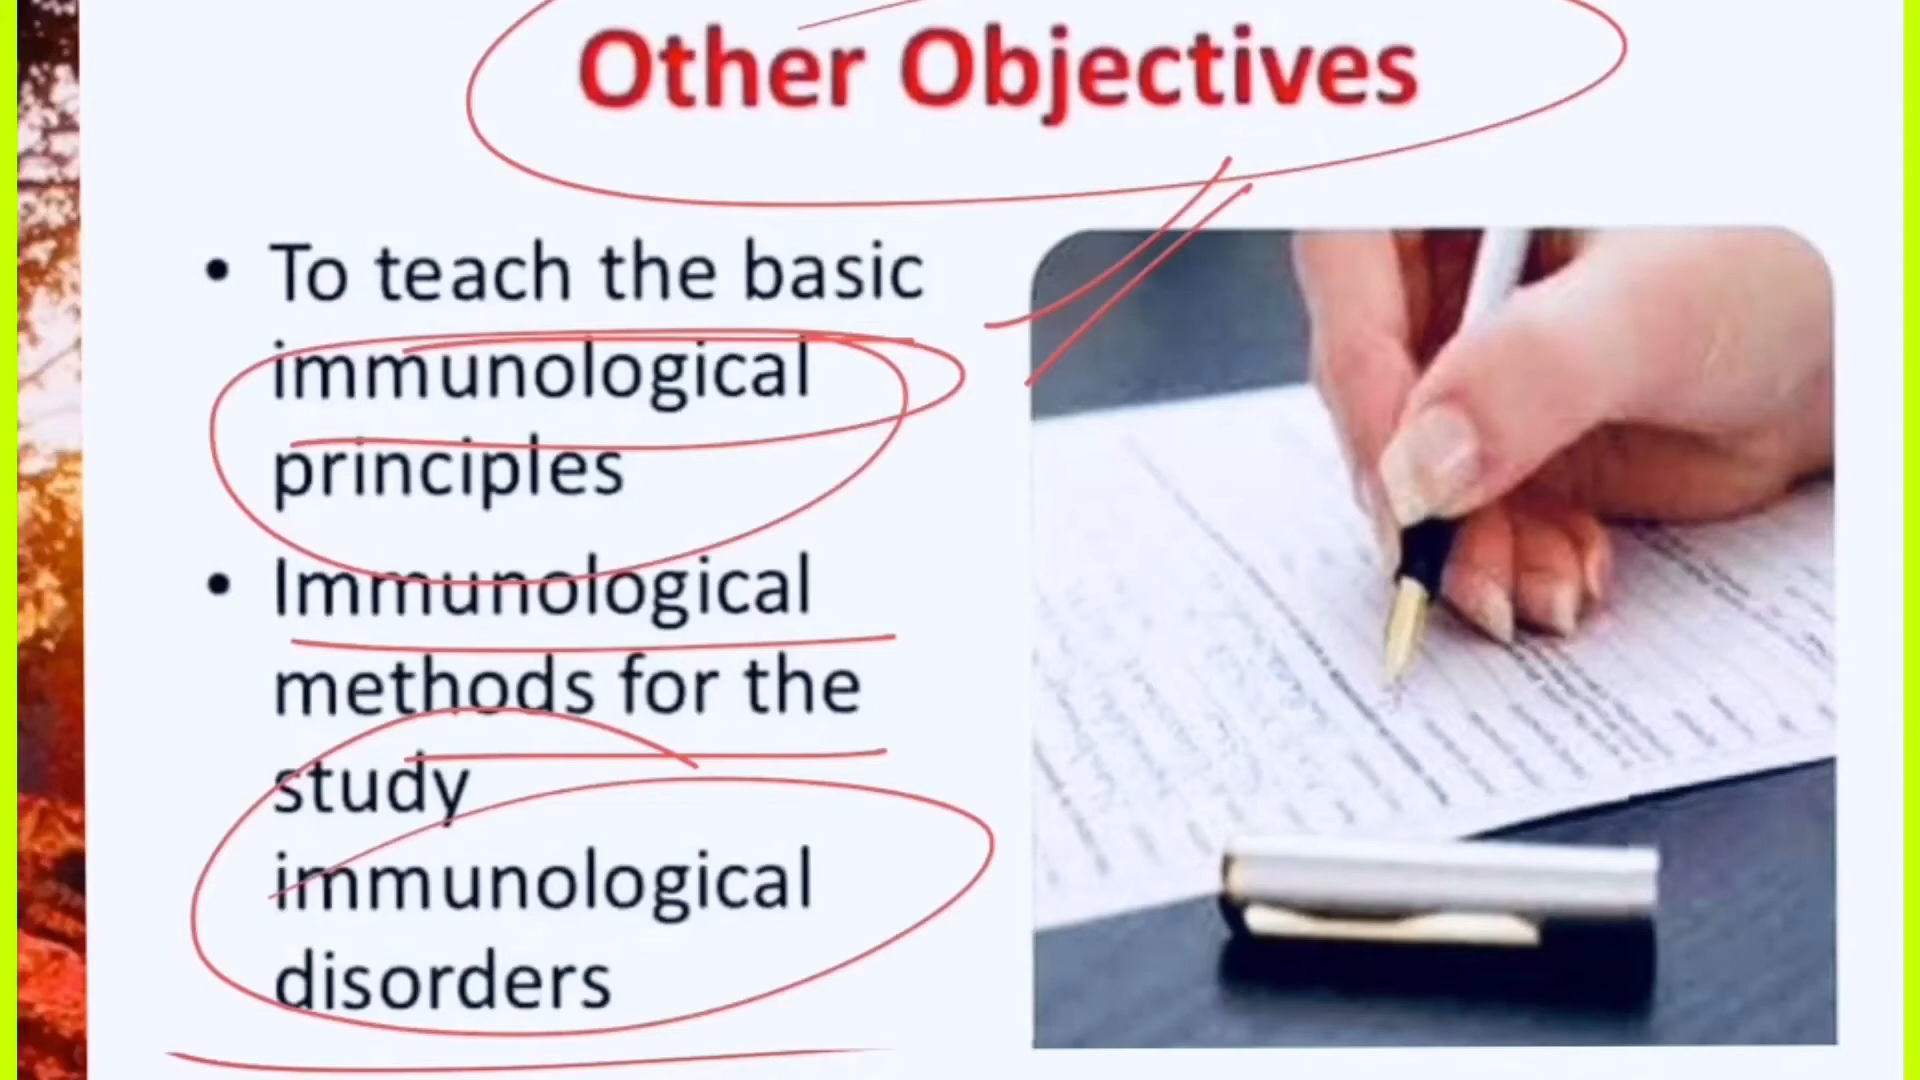 Other Objectives
• To teach the basic
immunological
principles
• Immunological
methods for the
study
immunological
disorders